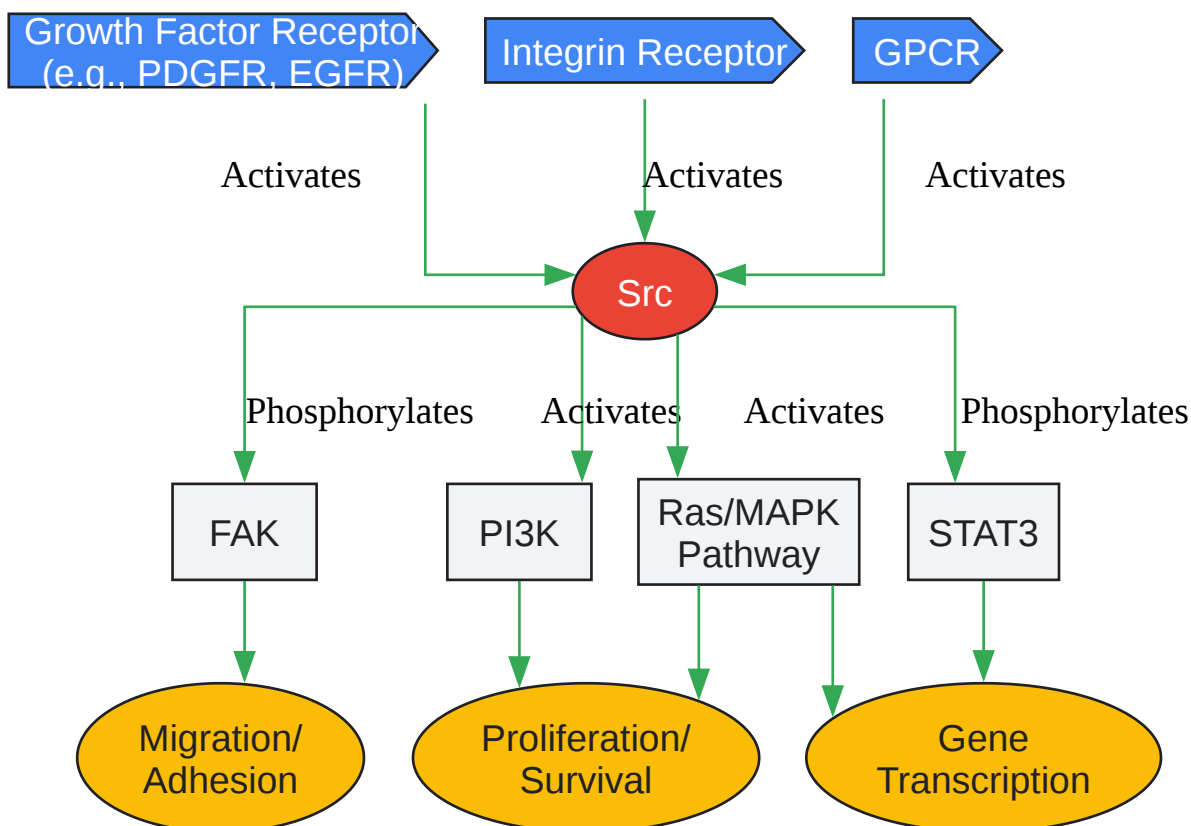 Growth Factor Receptor
(e.g., PDGFR, EGFR)
Integrin Receptor
GPCR
Activates
Activates
Activates
Src
Phosphorylates
Activates
Activates
Phosphorylates
FAK
PI3K
Ras/MAPK
Pathway
STAT3
Migration/
Adhesion
Proliferation/
Survival
Gene
Transcription